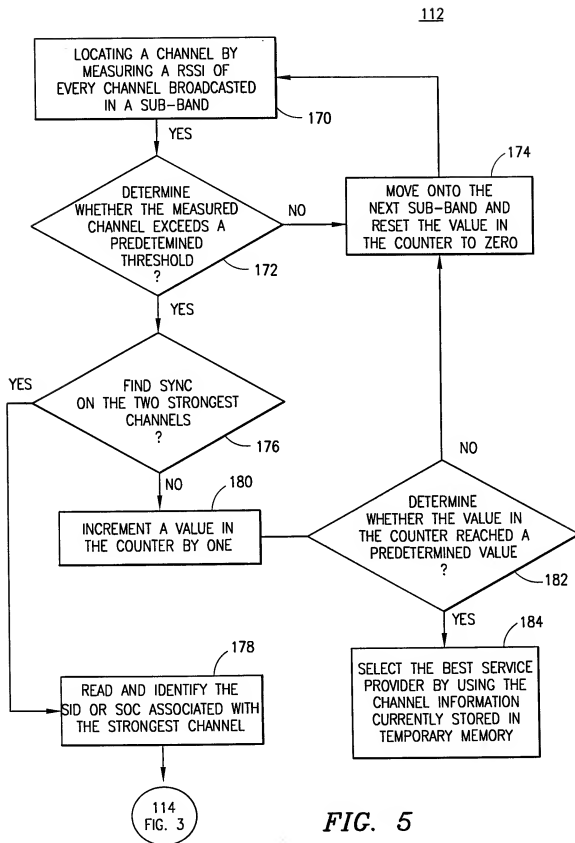 112
LOCATING A CHANNEL BY
MEASURING A RSSI OF
EVERY CHANNEL BROADCASTED
IN A SUB-BAND
170
YES
174
DETERMINE
WHETHER THE MEASURED
CHANNEL EXCEEDS A
PREDETEMINED
THRESHOLD
?
172
NO
MOVE ONTO THE
NEXT SUB-BAND AND
RESET THE VALUE IN
THE COUNTER TO ZERO
YES
YES
FIND SYNC
ON THE TWO STRONGEST
CHANNELS
?
176
NO
180
INCREMENT A VALUE IN
THE COUNTER BY ONE
NO
DETERMINE
WHETHER THE VALUE IN
THE COUNTER REACHED A
PREDETERMINED VALUE
?
182
YES
184
SELECT THE BEST SERVICE
PROVIDER BY USING THE
CHANNEL INFORMATION
CURRENTLY STORED IN
TEMPORARY MEMORY
178
READ AND IDENTIFY THE
SID OR SOC ASSOCIATED WITH
THE STRONGEST CHANNEL
114
FIG. 3
FIG. 5